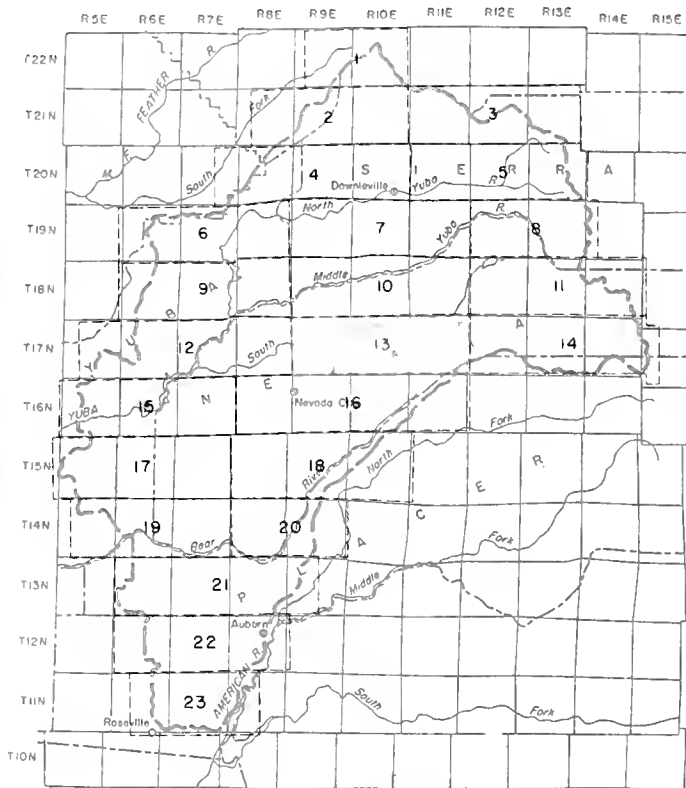 R5E R6E R7E R8E R9E R10E R11E R12E R13E R14E R15E
T22N
FEATHER R
T21N
Fork
2
3
T20N
M F
South
4
S I E R R A
5
Downieville
Yuba R
T19N
6
North
7
Yuba R
8
T18N
9
Middle
10
11
T17N
Y U B A
12
South
13
14
T16N
YUBA
15
N E A A
Nevada C
16
Fork
T15N
17
18
River
North
T14N
19
Bear
20
P A C E R
Fork
T13N
21
Middle
T12N
22
Auburn
T11N
23
AMERICAN R.
South Fork
Roseville
T10N